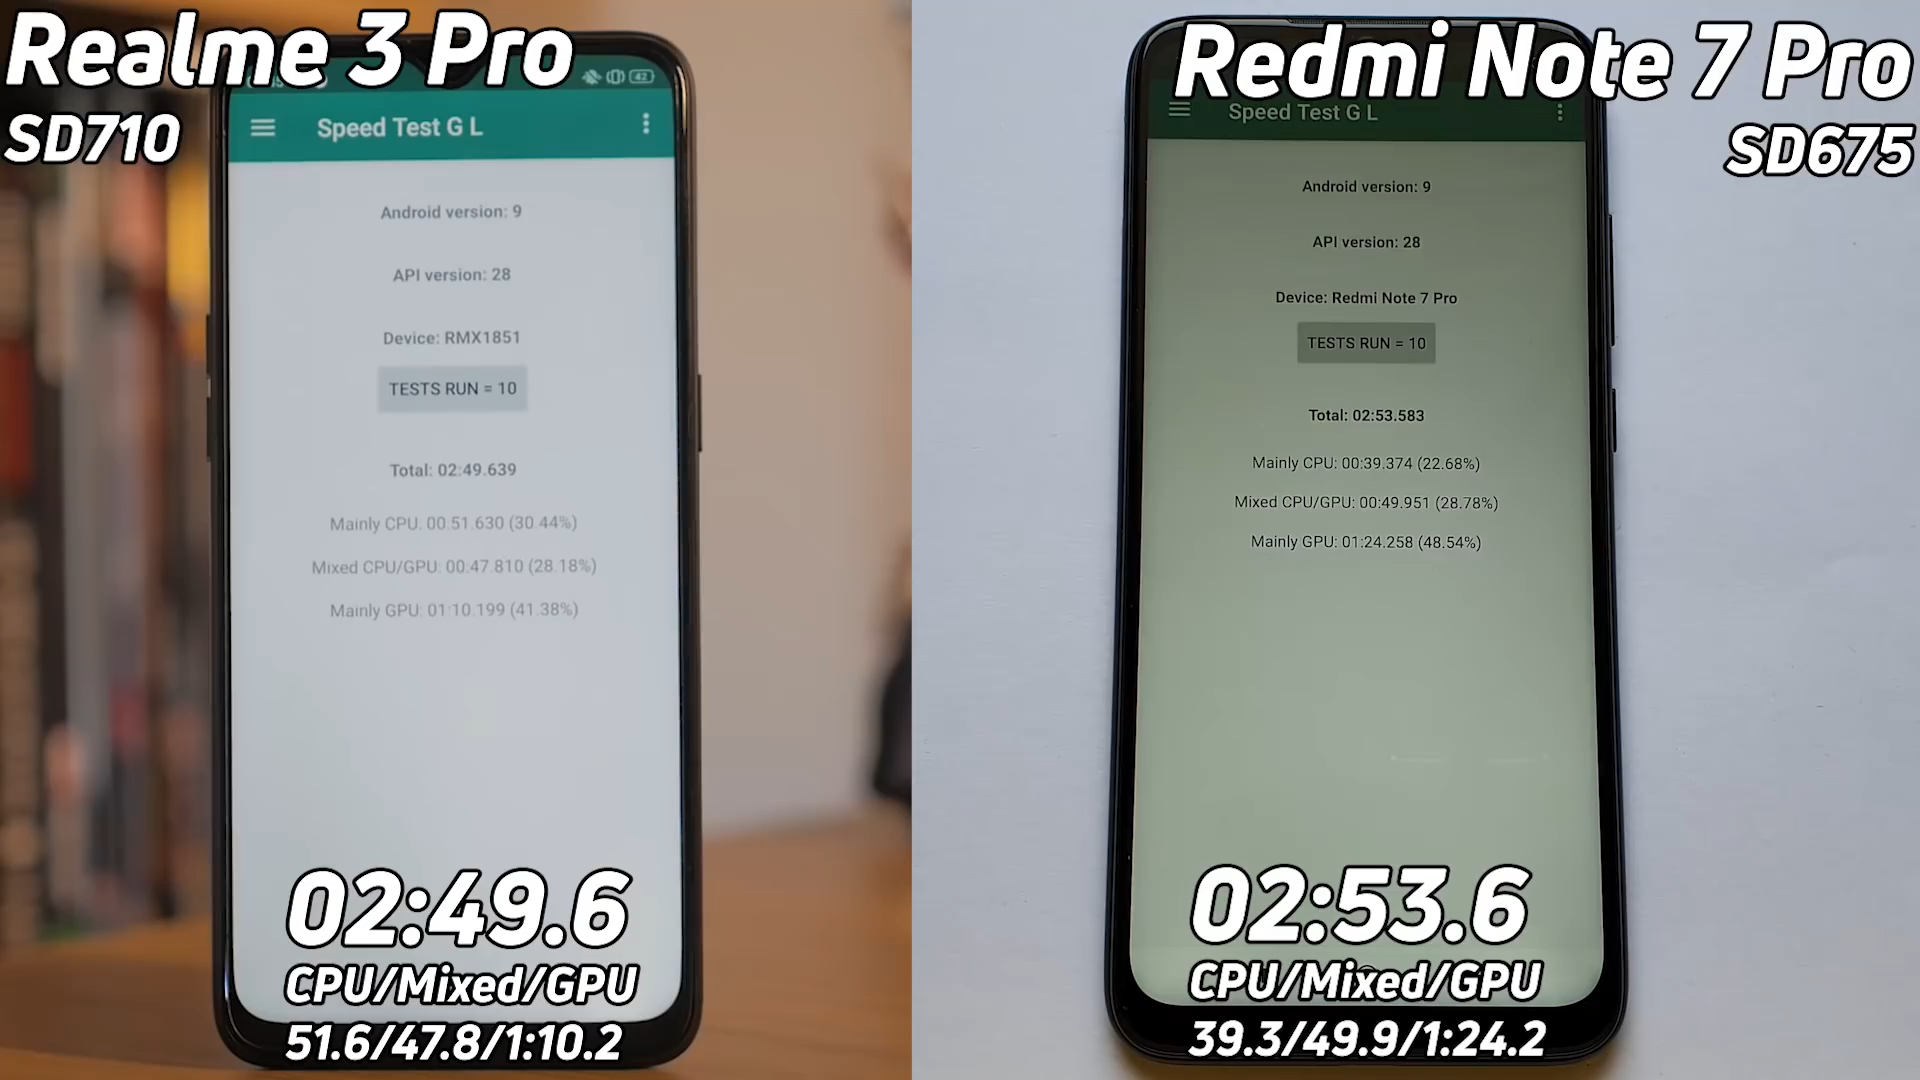 Realme 3 Pro
SD710
42
Speed Test G L
Android version: 9
API version: 28
Device: RMX1851
TESTS RUN = 10
Total: 02:49.639
Mainly CPU: 00:51.630 (30.44%)
Mixed CPU/GPU: 00:47.810 (28.18%)
Mainly GPU: 01:10.199 (41.38%)
02:49.6
CPU/Mixed/GPU
51.6/47.8/1:10.2
Redmi Note 7 Pro
SD675
Speed Test G L
Android version: 9
API version: 28
Device: Redmi Note 7 Pro
TESTS RUN = 10
Total: 02:53.583
Mainly CPU: 00:39.374 (22.68%)
Mixed CPU/GPU: 00:49.951 (28.78%)
Mainly GPU: 01:24.258 (48.54%)
02:53.6
CPU/Mixed/GPU
39.3/49.9/1:24.2